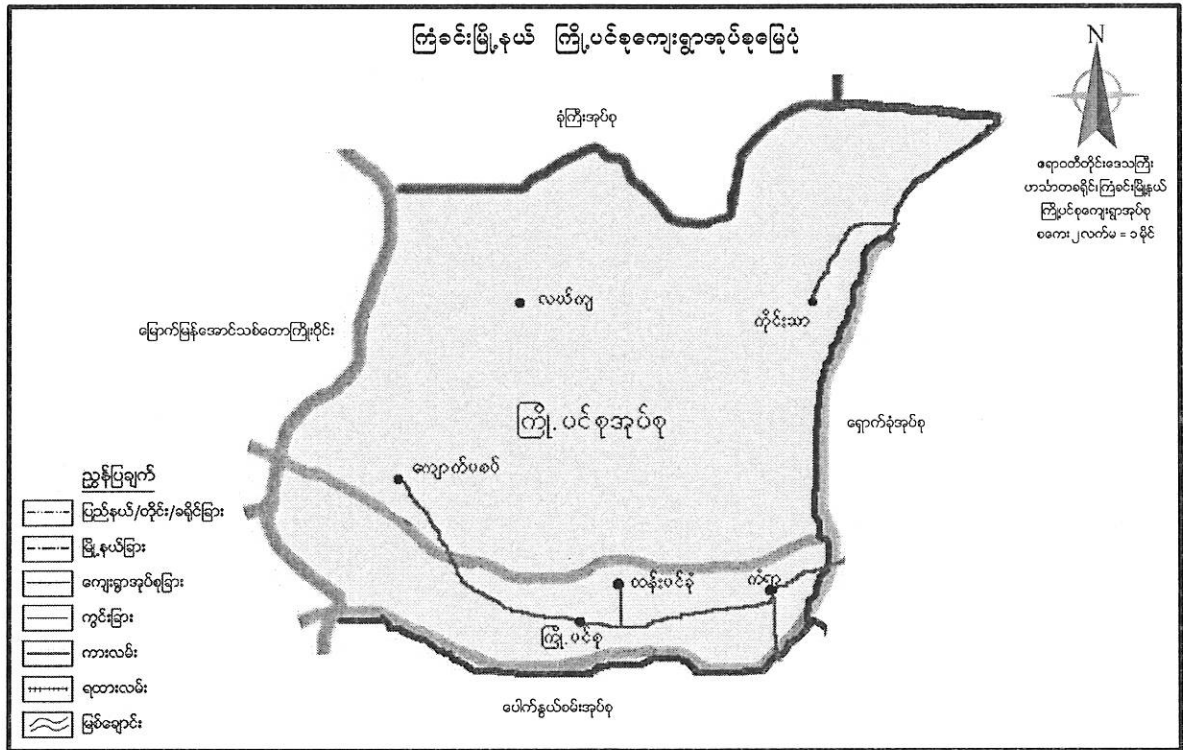 ကြံခင်းမြို့နယ် ကြို့ပင်စုကျေးရွာအုပ်စုမြေပုံ
N
ဧရာဝတီတိုင်းဒေသကြီး
ဟင်္သာတခရိုင်၊ကြံခင်းမြို့နယ်
ကြို့ပင်စုကျေးရွာအုပ်စု
စကေး၂လက်မ = ၁မိုင်
ခုံကြီးအုပ်စု
လယ်ကျ
တိုင်းသာ
မြောက်မြန်အောင်သစ်တောကြိုးဝိုင်း
ကြို့ပင်စုအုပ်စု
ရှောက်ခုံအုပ်စု
ကျောက်ပစပ်
ထန်းပင်ခုံ
ကံရွာ
ကြို့ပင်စု
ပေါက်နွယ်စမ်းအုပ်စု
ညွှန်ပြချက်
ပြည်နယ်/တိုင်း/ခရိုင်ခြား
မြို့နယ်ခြား
ကျေးရွာအုပ်စုခြား
ကွင်းခြား
ကားလမ်း
ရထားလမ်း
မြစ်ချောင်း